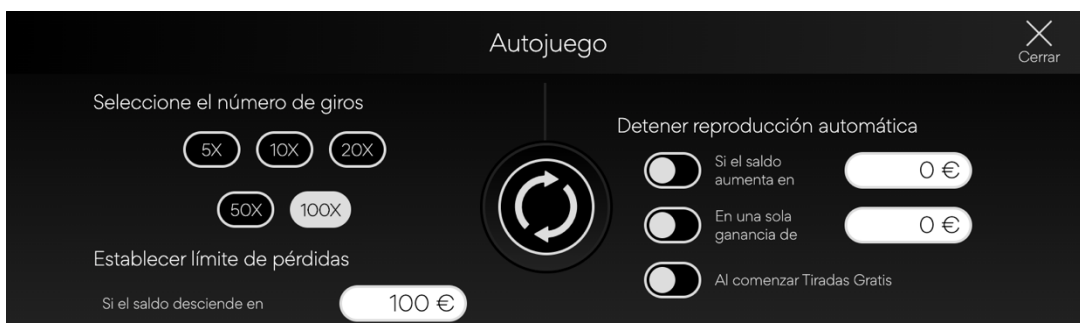 Autojuego
Cerrar
Seleccione el número de giros
5X 10X 20X
50X 100X
Establecer límite de pérdidas
Si el saldo desciende en 100 €
Detener reproducción automática
Si el saldo
aumenta en
0 €
En una sola
ganancia de
0 €
Al comenzar Tiradas Gratis